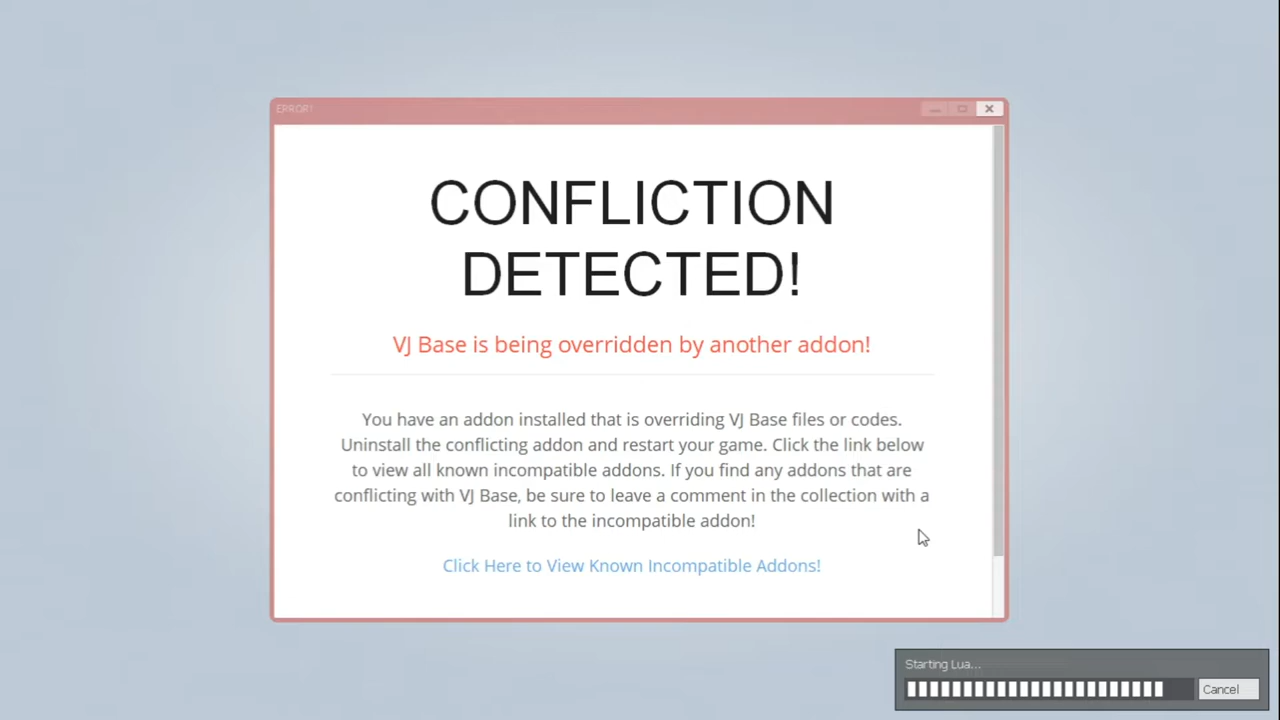 ERROR!
CONFLICTION
DETECTED!
VJ Base is being overridden by another addon!
You have an addon installed that is overriding VJ Base files or codes.
Uninstall the conflicting addon and restart your game. Click the link below
to view all known incompatible addons. If you find any addons that are
conflicting with VJ Base, be sure to leave a comment in the collection with a
link to the incompatible addon!
Click Here to View Known Incompatible Addons!
Starting Lua...
Cancel